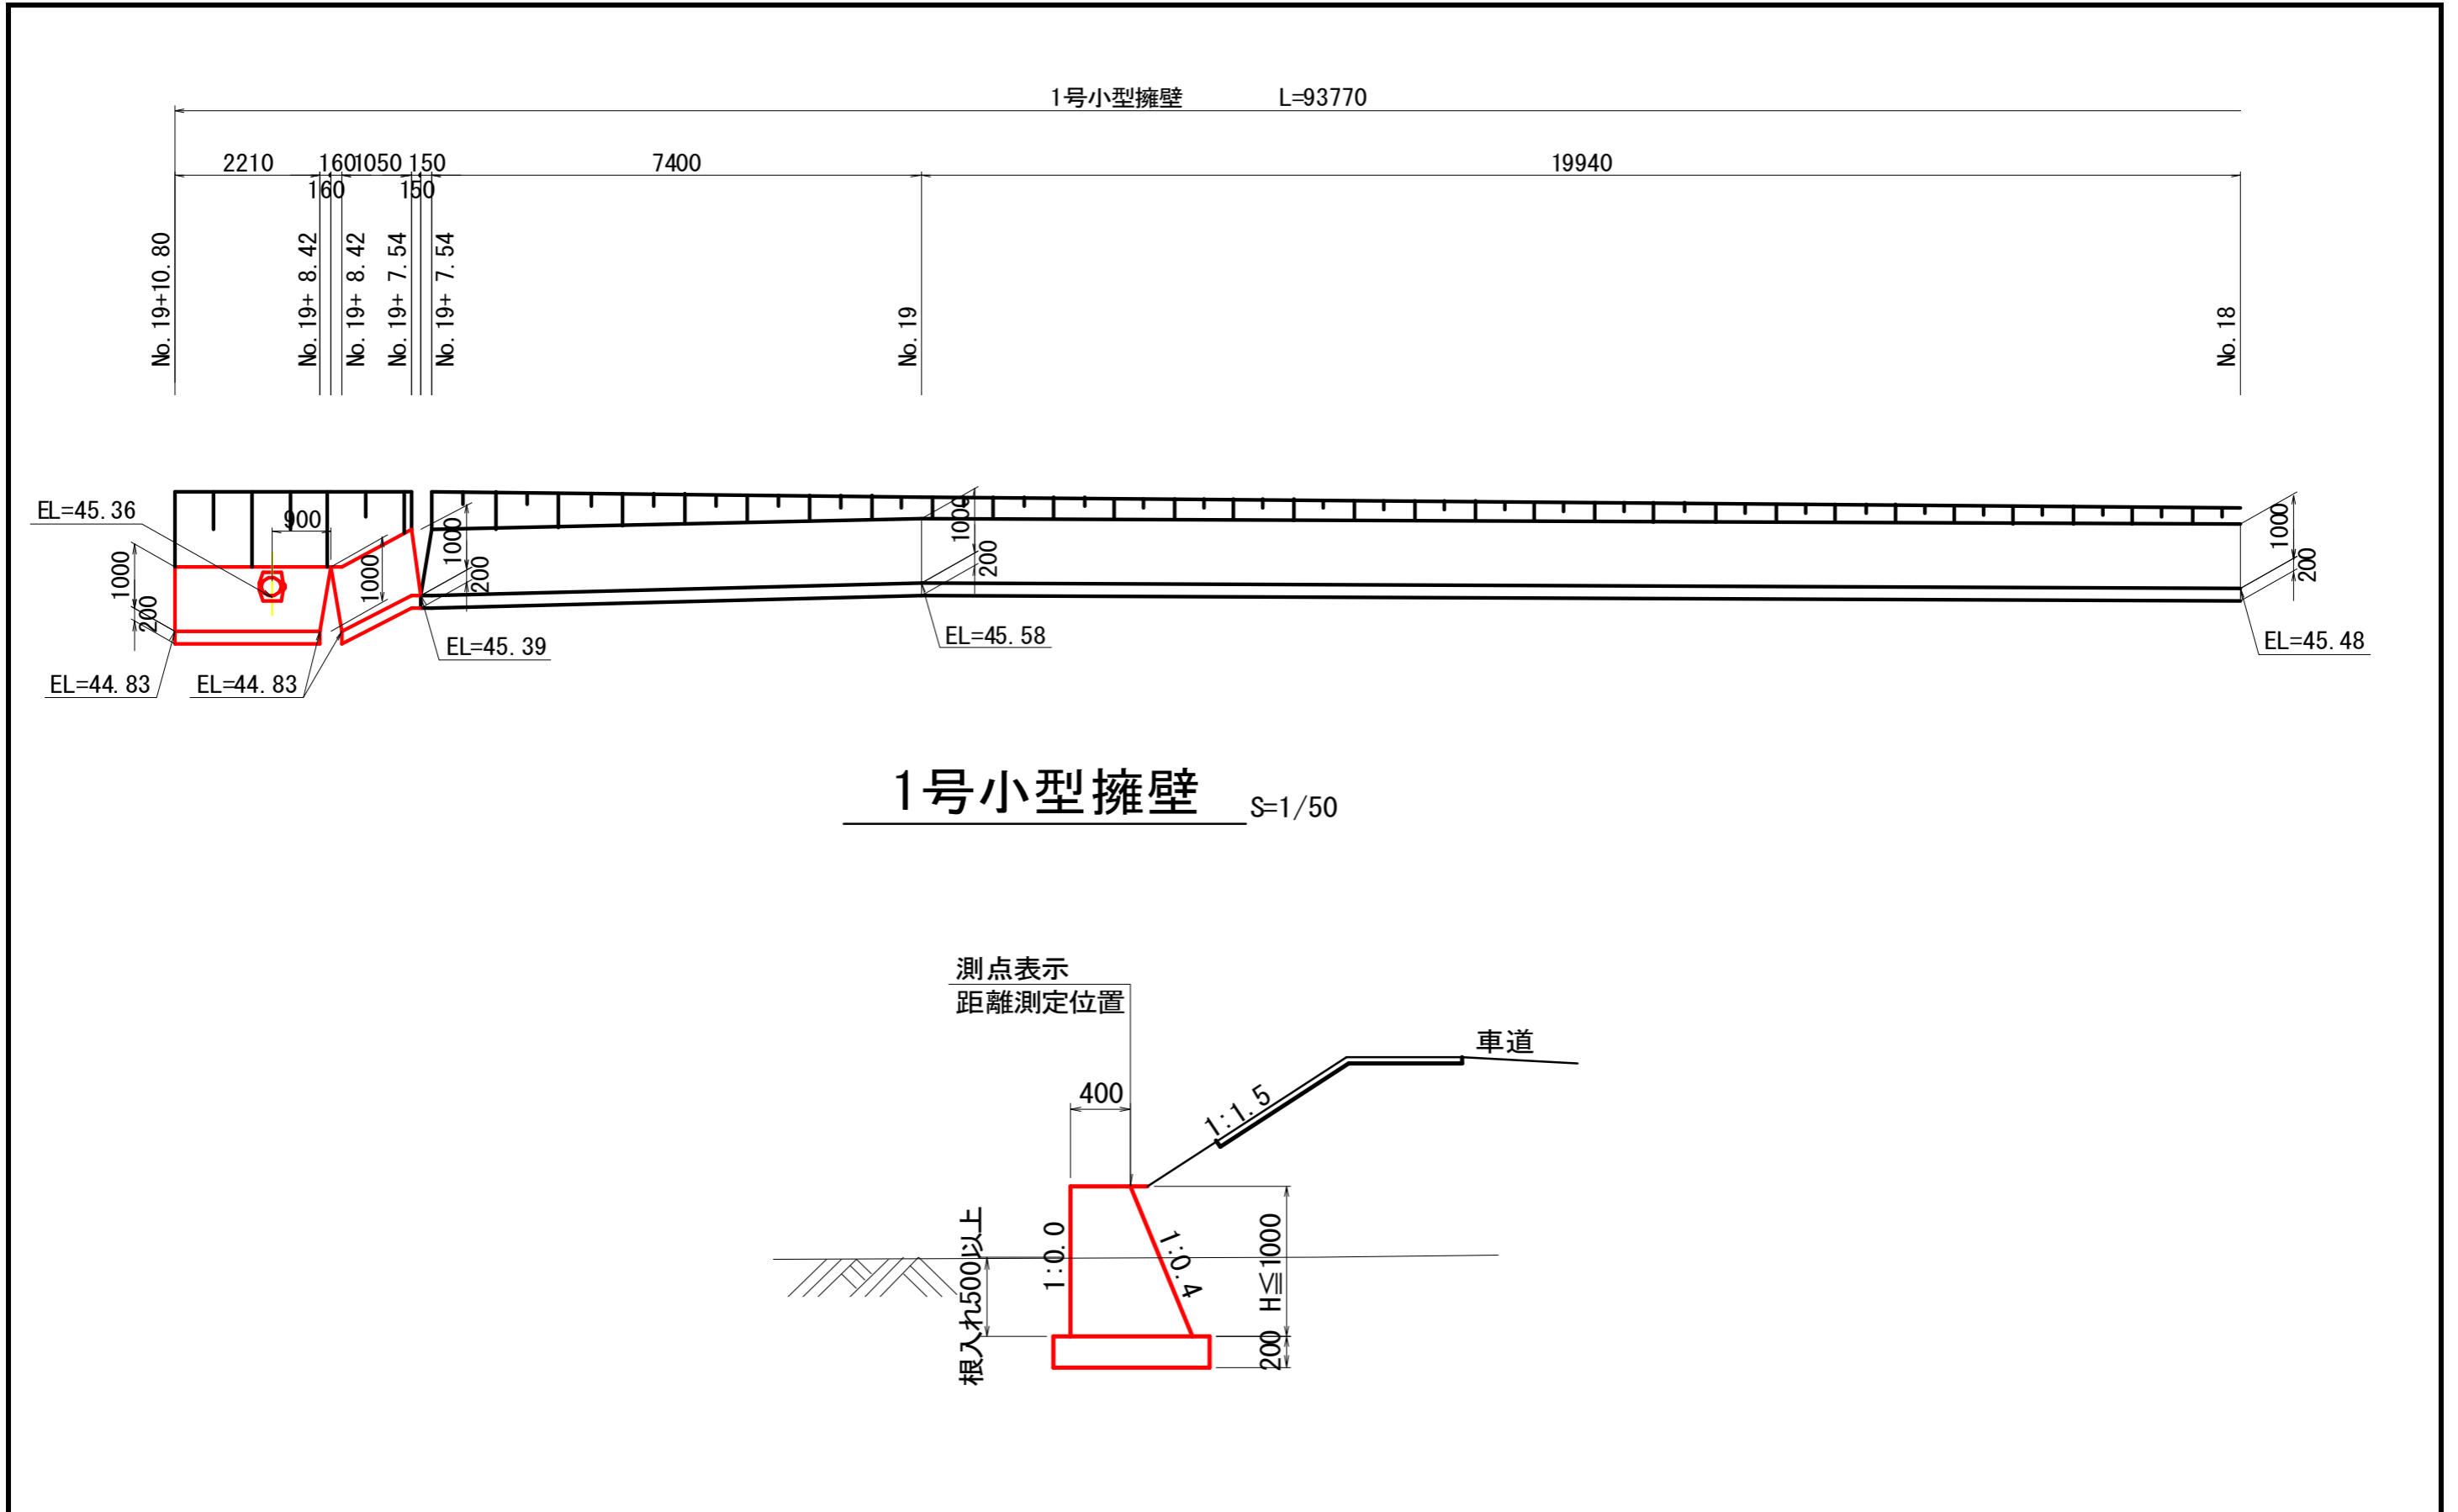 1号小型擁壁 L=93770
2210 160 1050 150 7400 19940
160 150
No.19+10.80
No.19+ 8.42
No.19+ 8.42
No.19+ 7.54
No.19+ 7.54
No.19
No.18
EL=45.36
900
1000
200
1000
1000
200
1000
200
1000
200
EL=44.83
EL=44.83
EL=45.39
EL=45.58
EL=45.48
1号小型擁壁 S=1/50
測点表示
距離測定位置
車道
400
1:1.5
根入れ500以上
1:0.0
1:0.4
H≦1000
200